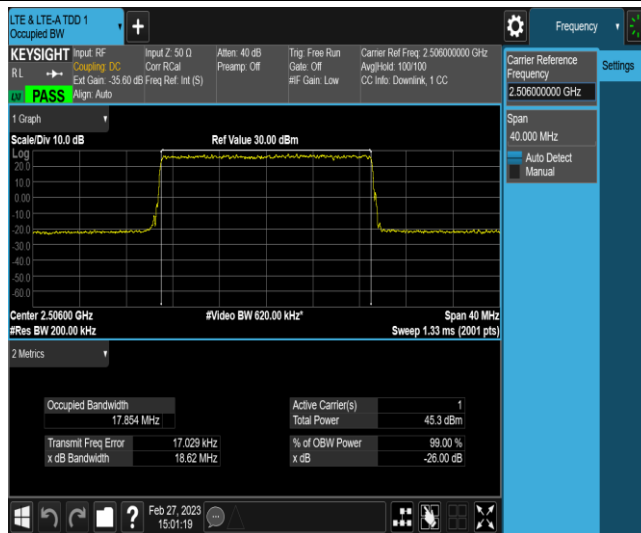 LTE & LTE-A TDD 1
Occupied BW
+
Frequency
KEYSIGHT
RL
PASS
Input: RF
Coupling: DC
Ext Gain: -35.60 dB
Align: Auto
Input Z: 50 Ω
Corr RCal
Freq Ref: Int (S)
Atten: 40 dB
Preamp: Off
Trig: Free Run
Gate: Off
#IF Gain: Low
Carrier Ref Freq: 2.506000000 GHz
Avg|Hold: 100/100
CC Info: Downlink, 1 CC
Carrier Reference
Frequency
2.506000000 GHz
Span
40.000 MHz
Auto Detect
Manual
Settings
1 Graph
Scale/Div 10.0 dB
Ref Value 30.00 dBm
Log
20.0
10.0
0.00
-10.0
-20.0
-30.0
-40.0
-50.0
-60.0
Center 2.50600 GHz
#Video BW 620.00 kHz*
Span 40 MHz
#Res BW 200.00 kHz
Sweep 1.33 ms (2001 pts)
2 Metrics
Occupied Bandwidth
17.854 MHz
Transmit Freq Error 17.029 kHz
x dB Bandwidth 18.62 MHz
Active Carrier(s) 1
Total Power 45.3 dBm
% of OBW Power 99.00 %
x dB -26.00 dB
?
Feb 27, 2023
15:01:19